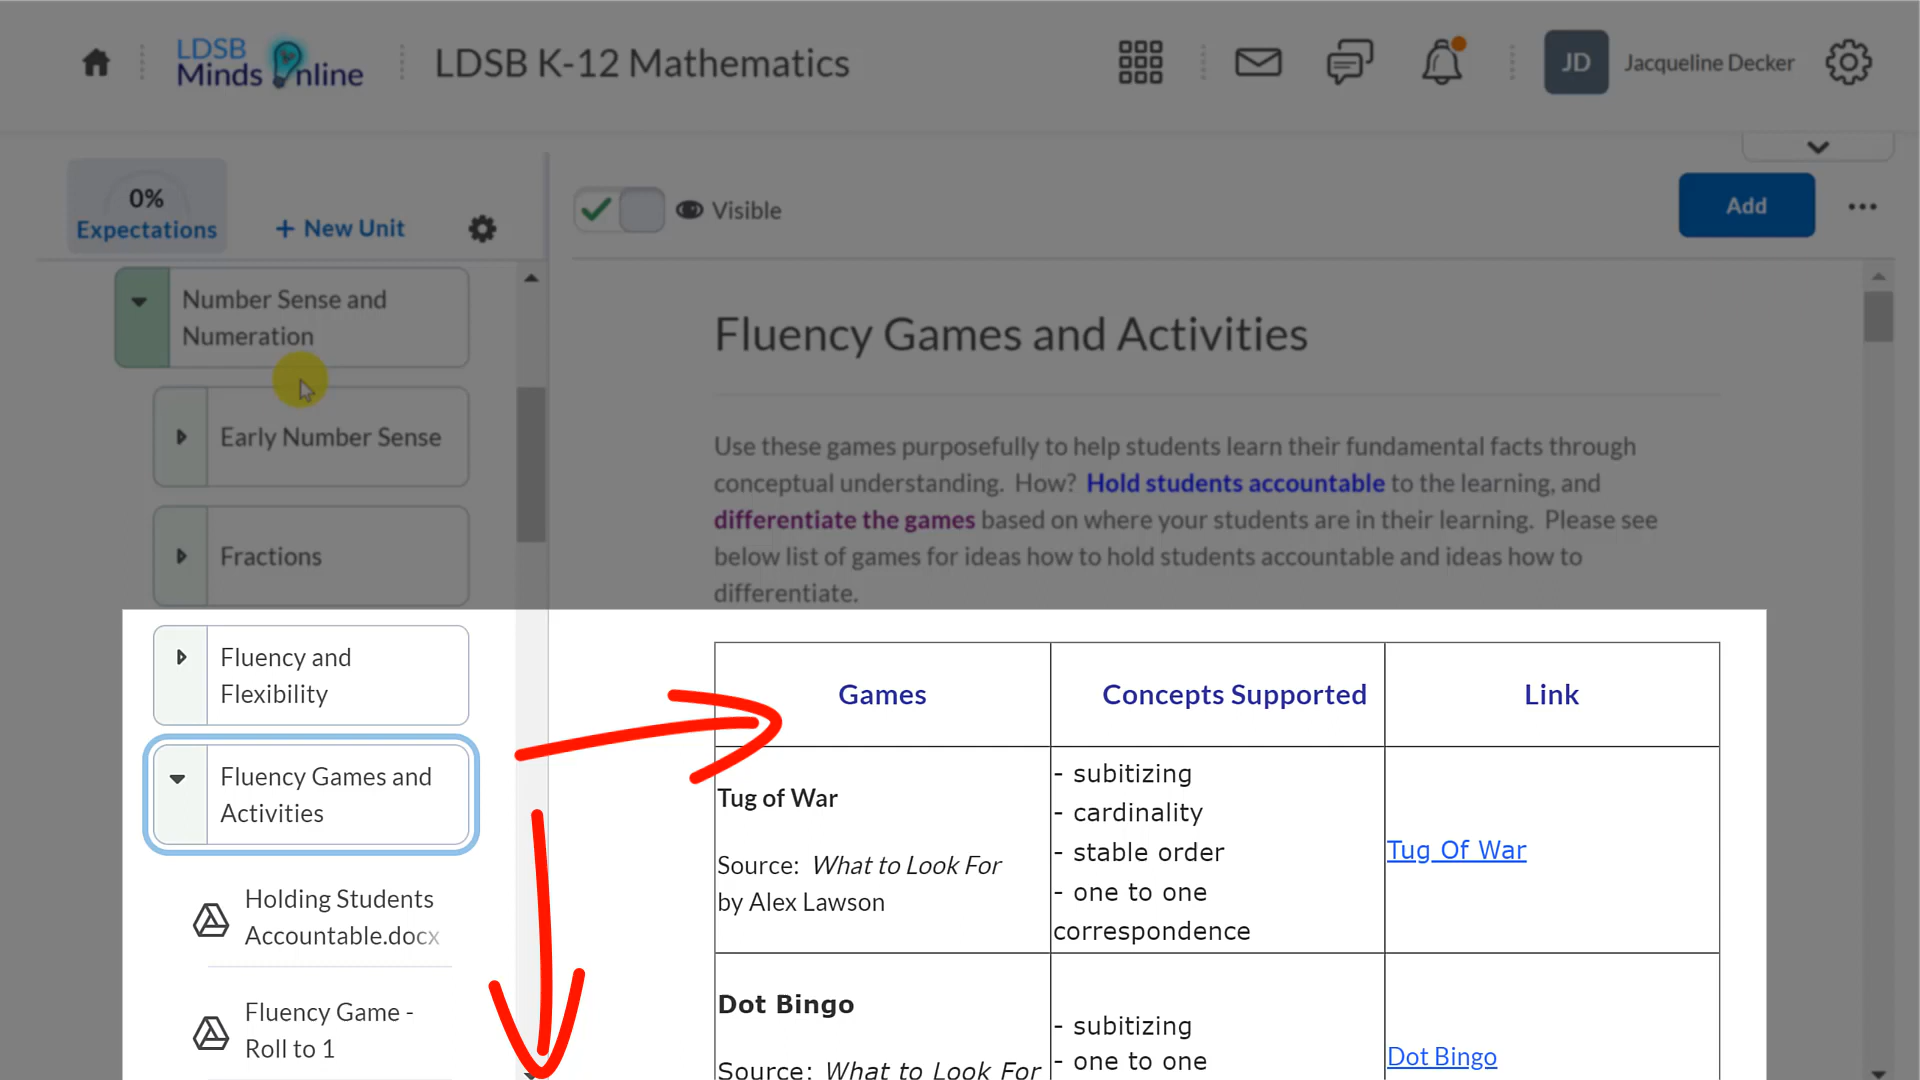 LDSB
Minds Online
LDSB K-12 Mathematics
JD
Jacqueline Decker
0%
Expectations
+ New Unit
Visible
Add
Number Sense and
Numeration
Early Number Sense
Fractions
Fluency and
Flexibility
Fluency Games and
Activities
Holding Students
Accountable.docx
Fluency Game -
Roll to 1
Fluency Games and Activities
Use these games purposefully to help students learn their fundamental facts through
conceptual understanding. How? Hold students accountable to the learning, and
differentiate the games based on where your students are in their learning. Please see
below list of games for ideas how to hold students accountable and ideas how to
differentiate.
Games
Concepts Supported
Link
Tug of War
Source: What to Look For
by Alex Lawson
- subitizing
- cardinality
- stable order
- one to one
correspondence
Tug Of War
Dot Bingo
Source: What to Look For
- subitizing
- one to one
Dot Bingo